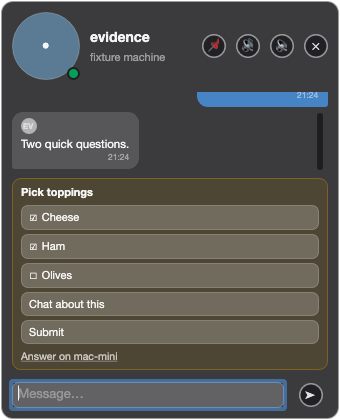 evidence
fixture machine
21:24
EV
Two quick questions.
21:24
Pick toppings
☑ Cheese
☑ Ham
☐ Olives
Chat about this
Submit
Answer on mac-mini
Message…